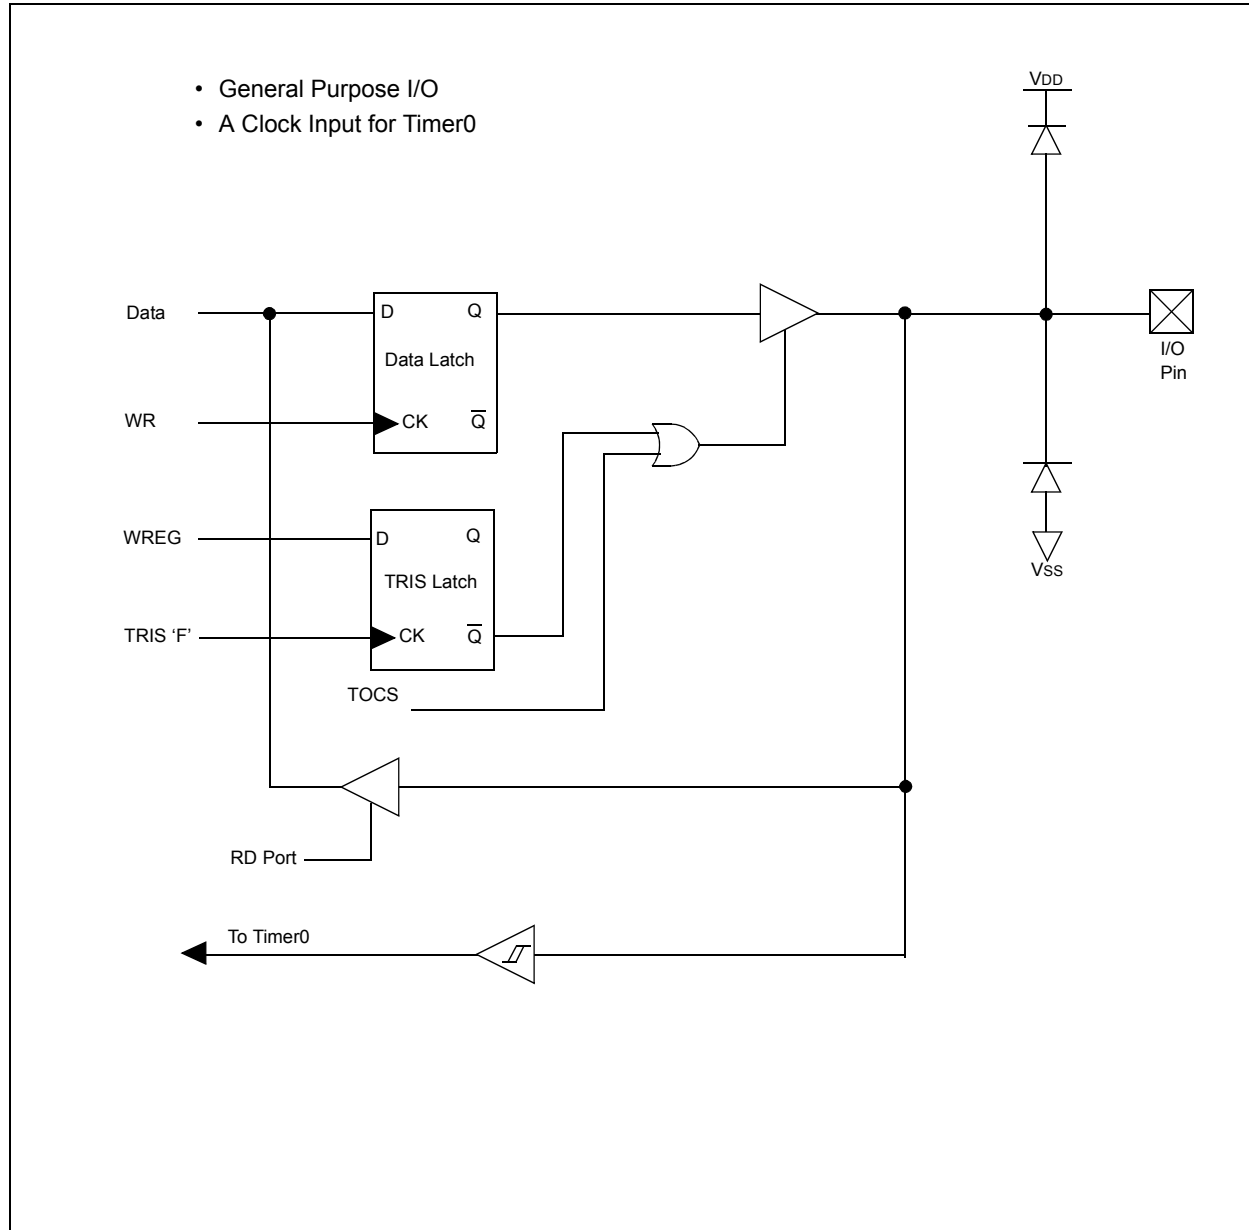 • General Purpose I/O
• A Clock Input for Timer0
VDD
Data
D
Q
I/O
Pin
Data Latch
WR
CK
Q̅
WREG
D
Q
TRIS Latch
VSS
TRIS ‘F’
CK
Q̅
TOCS
RD Port
To Timer0